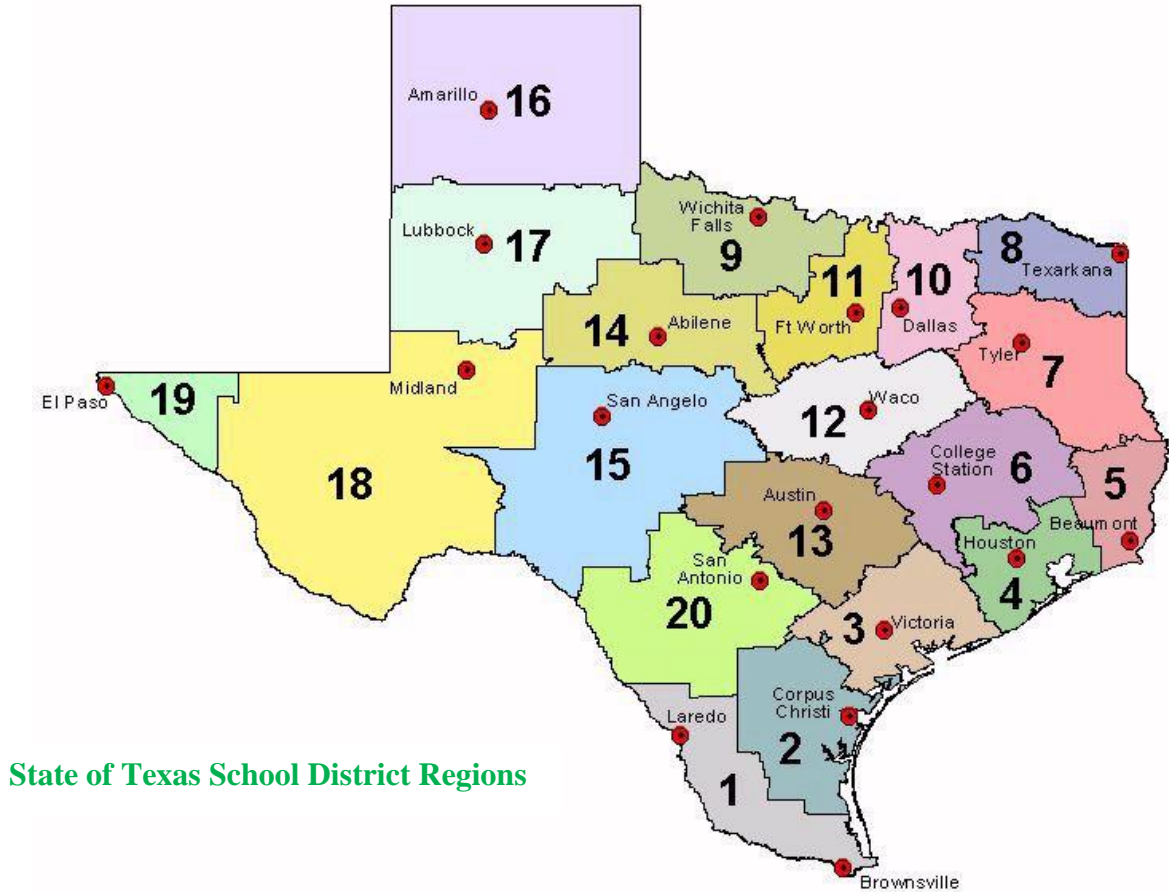 Amarillo
16
Lubbock
17
Wichita
Falls
9
11
Ft Worth
10
Dallas
8
Texarkana
14
Abilene
Tyler
7
El Paso
19
Midland
18
San Angelo
15
12
Waco
College
Station
6
5
Beaumont
Austin
13
Houston
4
San
Antonio
20
3
Victoria
Corpus
Christi
2
Laredo
1
Brownsville
State of Texas School District Regions